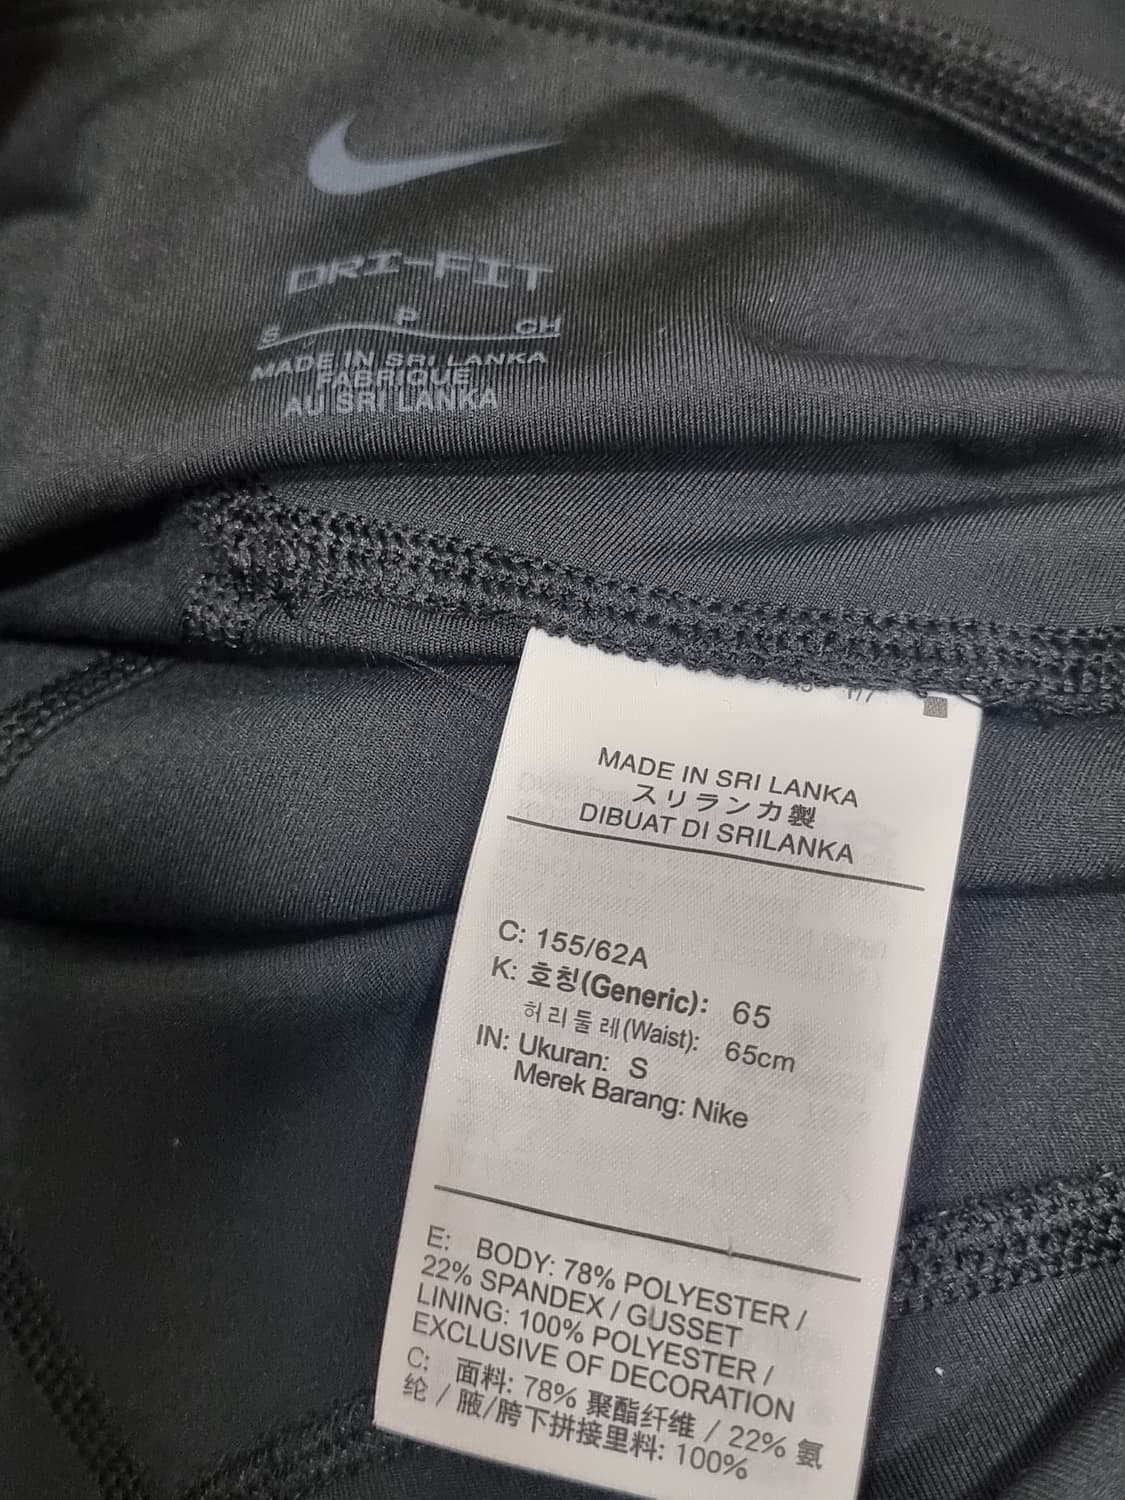 DRI-FIT
S P CH
MADE IN SRI LANKA
FABRIQUE
AU SRI LANKA
MADE IN SRI LANKA
スリランカ製
DIBUAT DI SRILANKA
C: 155/62A
K: 호칭(Generic): 65
허리둘레(Waist): 65cm
IN: Ukuran: S
Merek Barang: Nike
E: BODY: 78% POLYESTER /
22% SPANDEX / GUSSET
LINING: 100% POLYESTER /
EXCLUSIVE OF DECORATION
C: 面料: 78% 聚酯纤维 / 22% 氨
纶 / 腋/胯下拼接里料: 100%